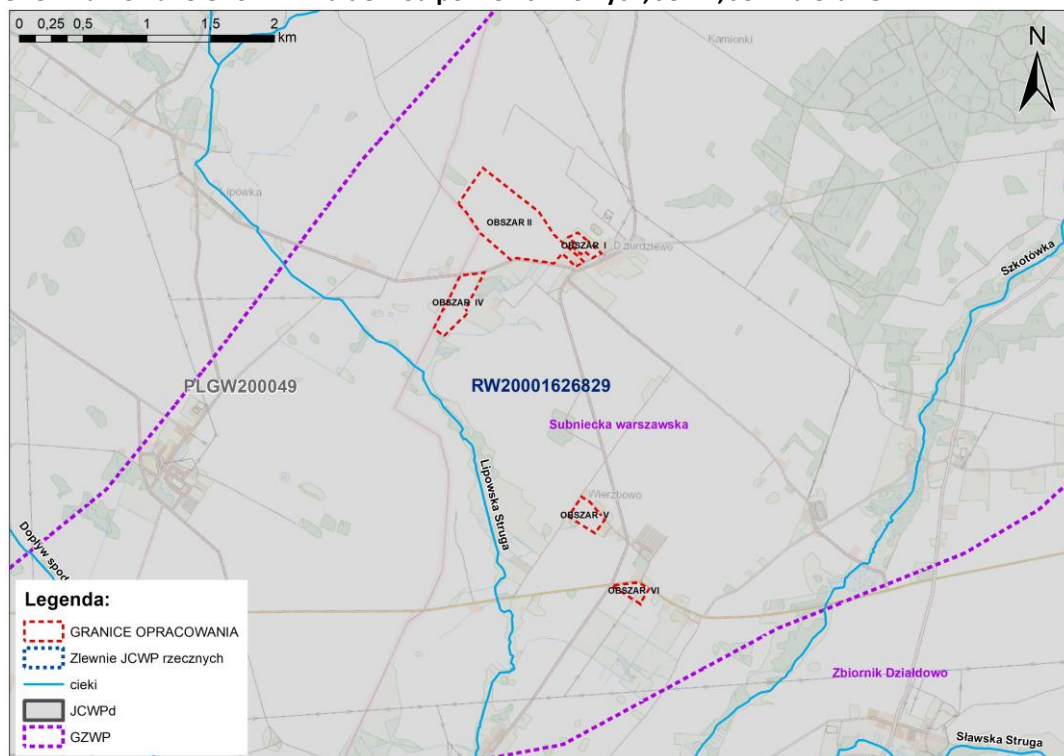 0 0,25 0,5 1 1,5 2
km
N
Kamionki
Lipówka
OBSZAR II
OBSZAR I
Dziurdziewo
Szkotówka
OBSZAR IV
PLGW200049
RW20001626829
Subniecka warszawska
Lipowska Struga
Wierzbowo
OBSZAR V
OBSZAR VI
Dopływ spod
Zbiornik Działdowo
Sławska Struga
Legenda:
GRANICE OPRACOWANIA
Zlewnie JCWP rzecznych
cieki
JCWPd
GZWP